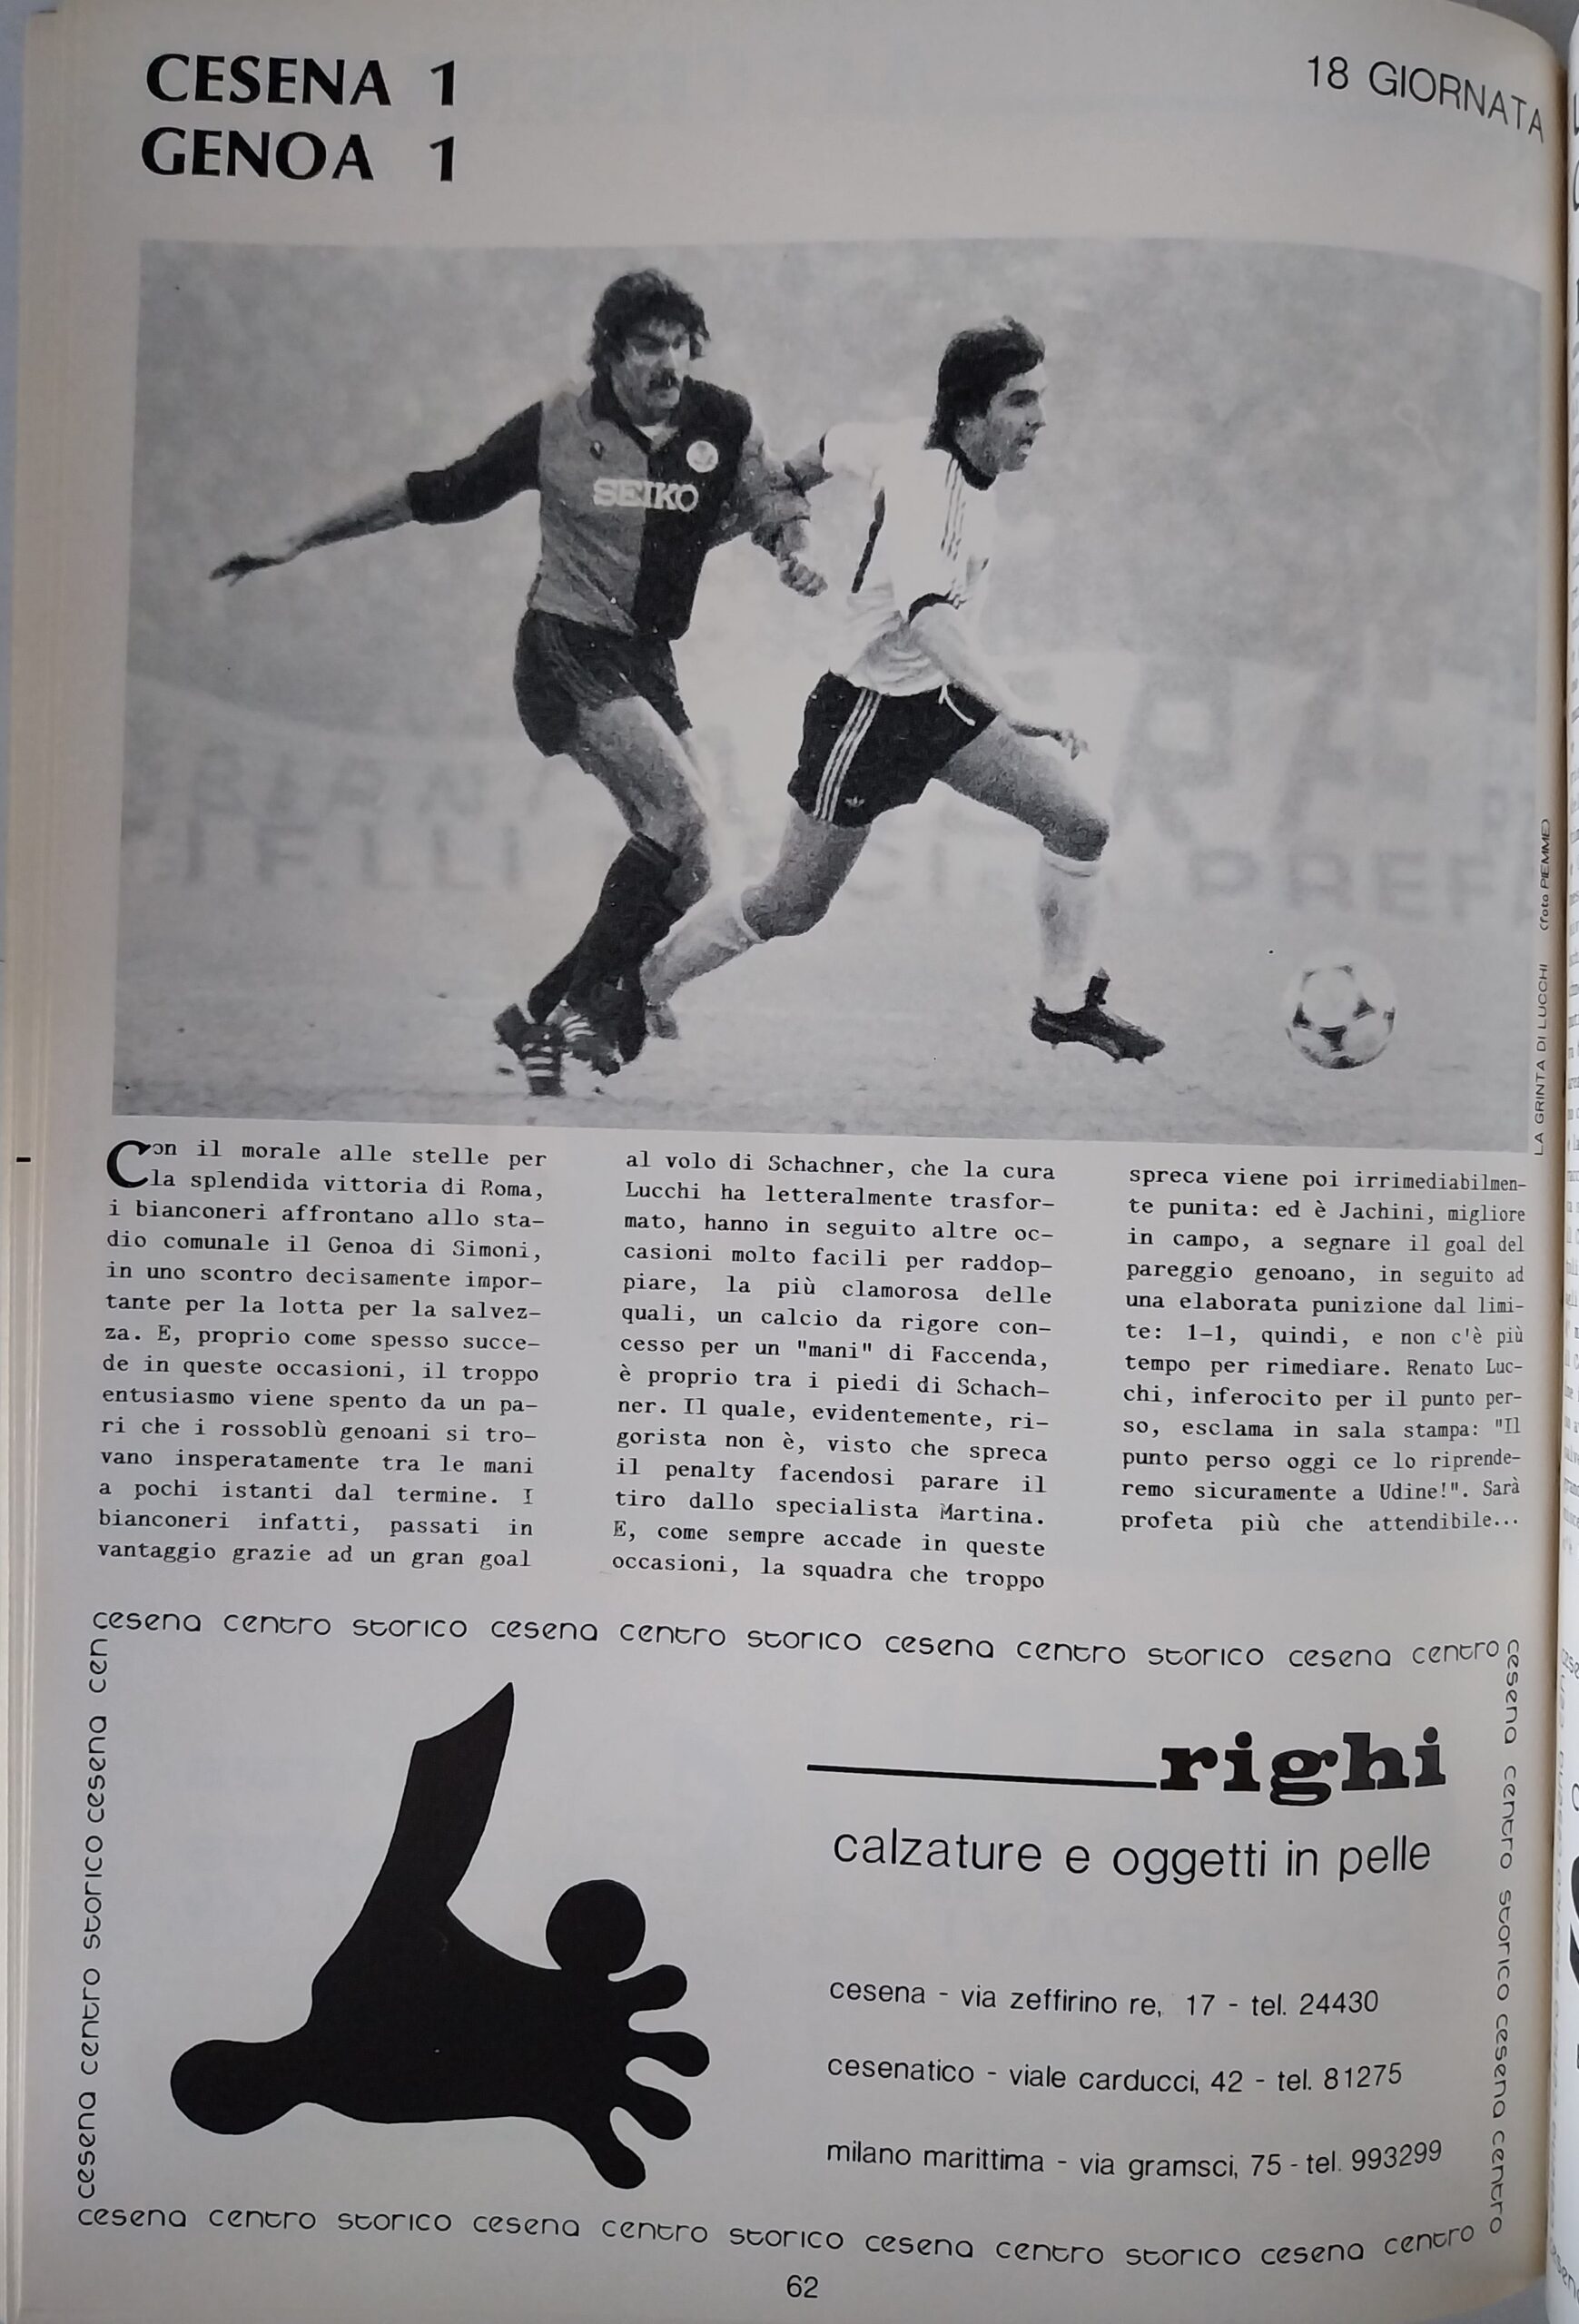 CESENA 1
GENOA 1
18 GIORNATA
SEIKO
LA GRINTA DI LUCCHI (foto PIEMME)
Con il morale alle stelle per
la splendida vittoria di Roma,
i bianconeri affrontano allo sta-
dio comunale il Genoa di Simoni,
in uno scontro decisamente impor-
tante per la lotta per la salvez-
za. E, proprio come spesso succe-
de in queste occasioni, il troppo
entusiasmo viene spento da un pa-
ri che i rossoblù genoani si tro-
vano insperatamente tra le mani
a pochi istanti dal termine. I
bianconeri infatti, passati in
vantaggio grazie ad un gran goal
al volo di Schachner, che la cura
Lucchi ha letteralmente trasfor-
mato, hanno in seguito altre oc-
casioni molto facili per raddop-
piare, la più clamorosa delle
quali, un calcio da rigore con-
cesso per un "mani" di Faccenda,
è proprio tra i piedi di Schach-
ner. Il quale, evidentemente, ri-
gorista non è, visto che spreca
il penalty facendosi parare il
tiro dallo specialista Martina.
E, come sempre accade in queste
occasioni, la squadra che troppo
spreca viene poi irrimediabilmen-
te punita: ed è Jachini, migliore
in campo, a segnare il goal del
pareggio genoano, in seguito ad
una elaborata punizione dal limi-
te: 1-1, quindi, e non c'è più
tempo per rimediare. Renato Luc-
chi, inferocito per il punto per-
so, esclama in sala stampa: "Il
punto perso oggi ce lo riprende-
remo sicuramente a Udine!". Sarà
profeta più che attendibile...
cesena centro storico cesena centro storico cesena centro storico cesena centro
cesena centro storico cesena cen
cesena centro storico cesena centro
righi
calzature e oggetti in pelle
cesena - via zeffirino re, 17 - tel. 24430
cesenatico - viale carducci, 42 - tel. 81275
milano marittima - via gramsci, 75 - tel. 993299
cesena centro storico cesena centro storico cesena centro storico cesena centro
62